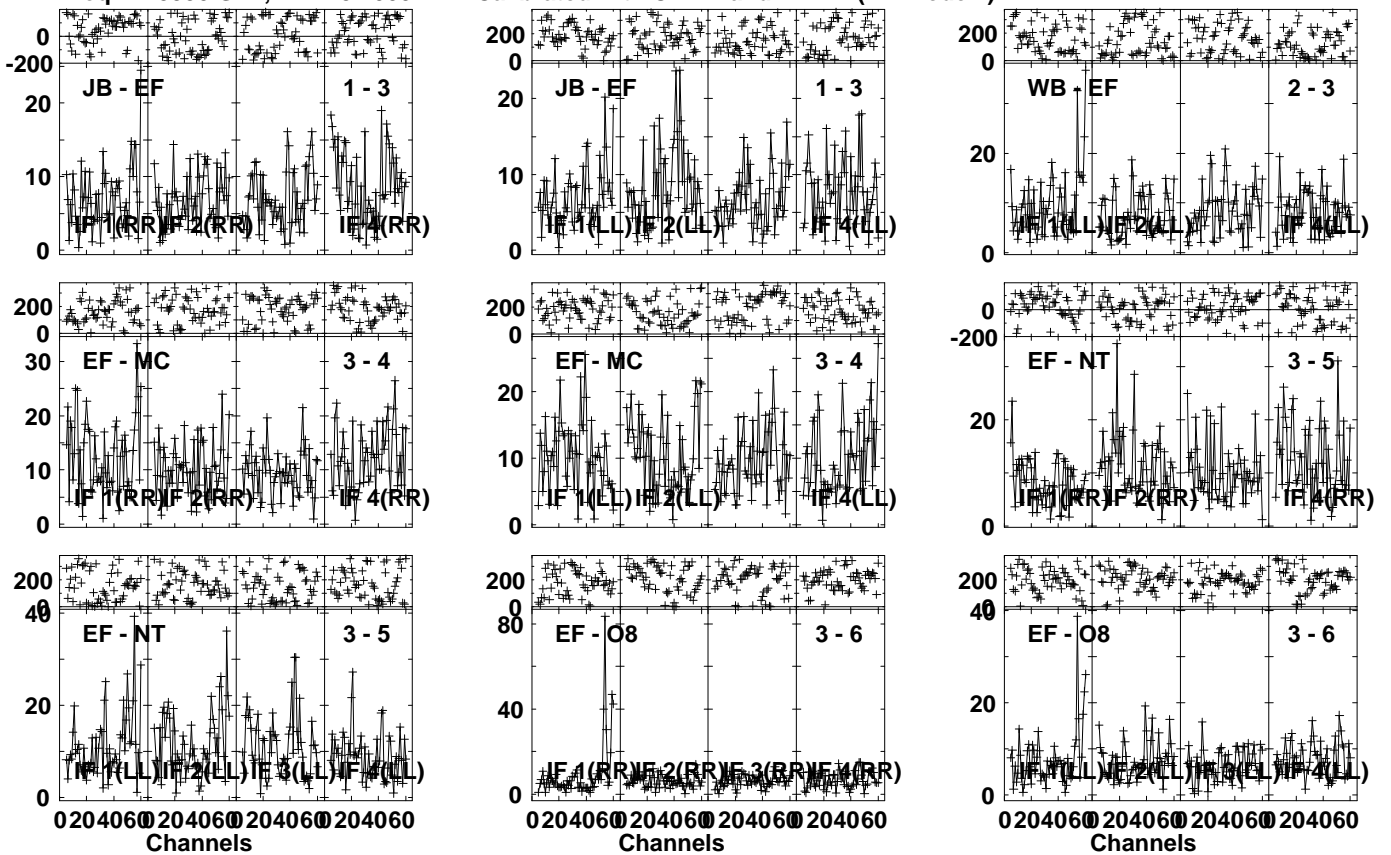 0 200 200
-200 0 0
JB - EF 1 - 3 JB - EF 1 - 3 WB - EF 2 - 3
20 20
10 10 20
IF 1(RR) IF 2(RR) IF 4(RR) IF 1(LL) IF 2(LL) IF 4(LL) IF 1(LL) IF 2(LL) IF 4(LL)
0 0 0
200 200 0
0 0 -200
EF - MC 3 - 4 EF - MC 3 - 4 EF - NT 3 - 5
30
20 20 20
10 10
IF 1(RR) IF 2(RR) IF 4(RR) IF 1(LL) IF 2(LL) IF 4(LL) IF 1(RR) IF 2(RR) IF 4(RR)
0 0 0
200 200 200
0 0 0
40 80 40
EF - NT 3 - 5 EF - O8 3 - 6 EF - O8 3 - 6
20 40 20
IF 1(LL) IF 2(LL) IF 3(LL) IF 4(LL) IF 1(RR) IF 2(RR) IF 3(RR) IF 4(RR) IF 1(LL) IF 2(LL) IF 3(LL) IF 4(LL)
0 0 0
0 20 40 60 0 20 40 60 0 20 40 60 0 20 40 60 0 20 40 60 0 20 40 60 0 20 40 60 0 20 40 60 0 20 40 60 0 20 40 60 0 20 40 60 0 20 40 60
Channels Channels Channels